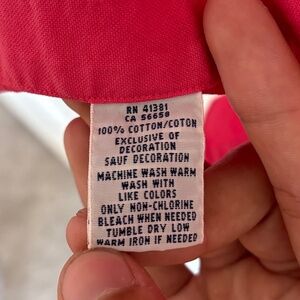 RN 41381
CA 56650
100% COTTON/COTON
EXCLUSIVE OF
DECORATION
SAUF DECORATION
MACHINE WASH WARM
WASH WITH
LIKE COLORS
ONLY NON-CHLORINE
BLEACH WHEN NEEDED
TUMBLE DRY LOW
WARM IRON IF NEEDED